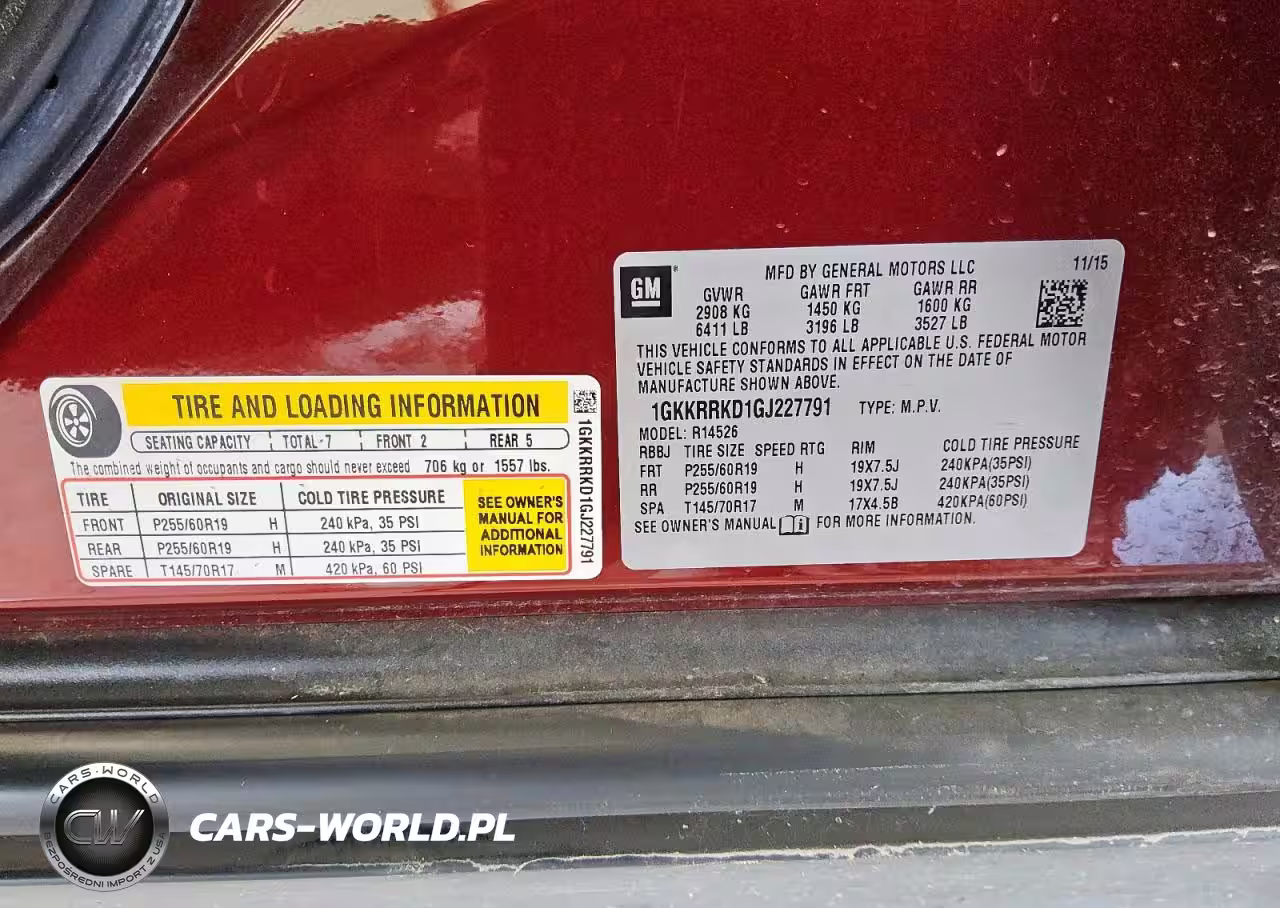 TIRE AND LOADING INFORMATION
SEATING CAPACITY TOTAL-7 FRONT 2 REAR 5
The combined weight of occupants and cargo should never exceed 706 kg or 1557 lbs.
TIRE ORIGINAL SIZE COLD TIRE PRESSURE
FRONT P255/60R19 H 240 kPa, 35 PSI
REAR P255/60R19 H 240 kPa, 35 PSI
SPARE T145/70R17 M 420 kPa, 60 PSI
SEE OWNER'S
MANUAL FOR
ADDITIONAL
INFORMATION
1GKKRRKD1GJ227791
GM
MFD BY GENERAL MOTORS LLC 11/15
GVWR GAWR FRT GAWR RR
2908 KG 1450 KG 1600 KG
6411 LB 3196 LB 3527 LB
THIS VEHICLE CONFORMS TO ALL APPLICABLE U.S. FEDERAL MOTOR
VEHICLE SAFETY STANDARDS IN EFFECT ON THE DATE OF
MANUFACTURE SHOWN ABOVE.
1GKKRRKD1GJ227791 TYPE: M.P.V.
MODEL: R14526
RBBJ TIRE SIZE SPEED RTG RIM COLD TIRE PRESSURE
FRT P255/60R19 H 19X7.5J 240KPA(35PSI)
RR P255/60R19 H 19X7.5J 240KPA(35PSI)
SPA T145/70R17 M 17X4.5B 420KPA(60PSI)
SEE OWNER'S MANUAL FOR MORE INFORMATION.
CARS-WORLD
CW
BEZPOŚREDNI IMPORT Z USA
CARS-WORLD.PL